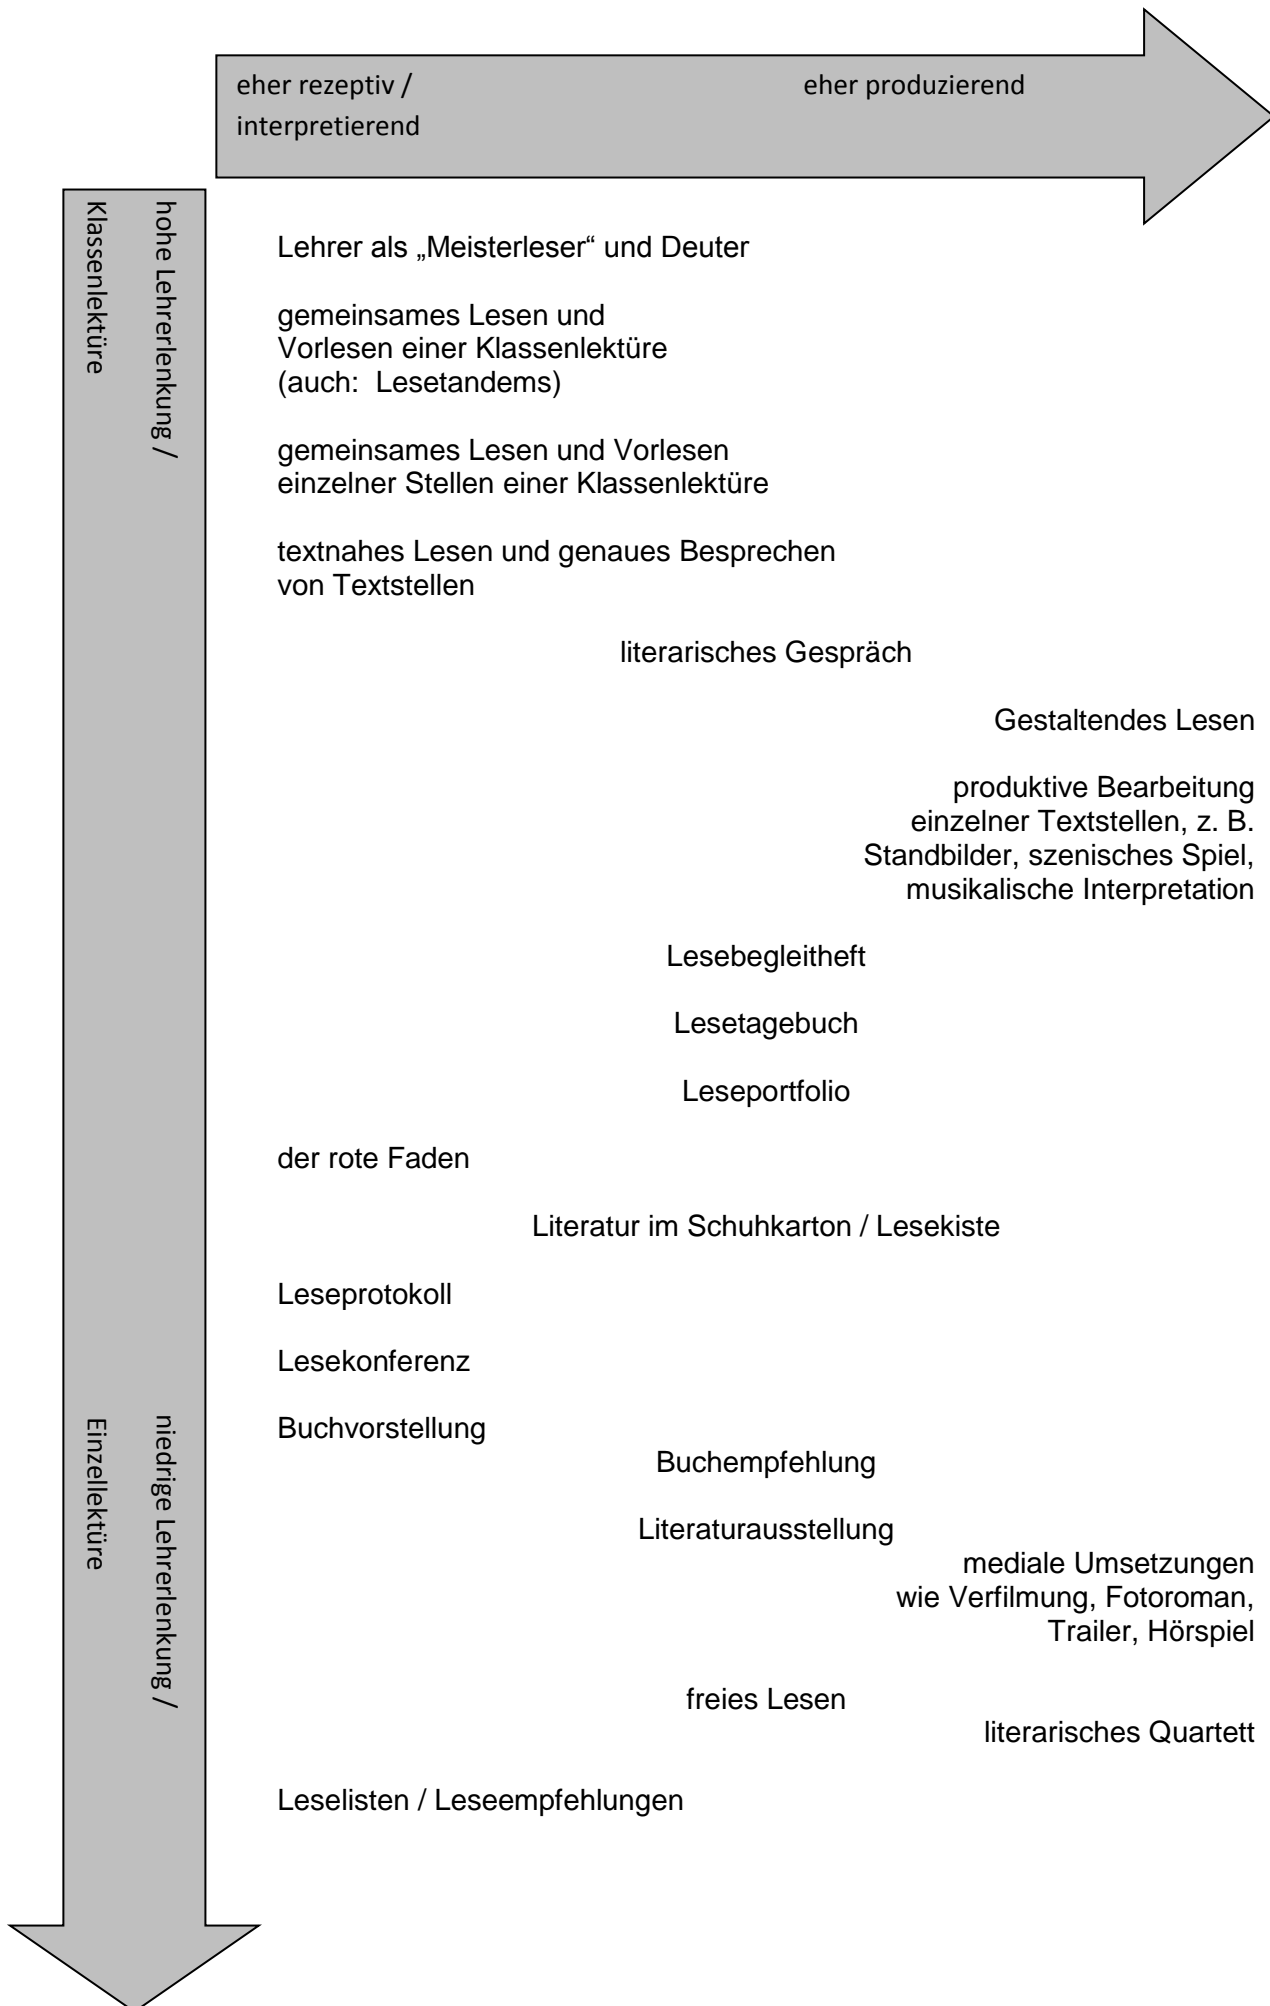 eher rezeptiv /
interpretierend
eher produzierend
hohe Lehrerlenkung /
Klassenlektüre
Lehrer als „Meisterleser“ und Deuter
gemeinsames Lesen und
Vorlesen einer Klassenlektüre
(auch:  Lesetandems)
gemeinsames Lesen und Vorlesen
einzelner Stellen einer Klassenlektüre
textnahes Lesen und genaues Besprechen
von Textstellen
literarisches Gespräch
Gestaltendes Lesen
produktive Bearbeitung
einzelner Textstellen, z. B.
Standbilder, szenisches Spiel,
musikalische Interpretation
Lesebegleitheft
Lesetagebuch
Leseportfolio
der rote Faden
Literatur im Schuhkarton / Lesekiste
Leseprotokoll
Lesekonferenz
niedrige Lehrerlenkung /
Einzellektüre
Buchvorstellung
Buchempfehlung
Literaturausstellung
mediale Umsetzungen
wie Verfilmung, Fotoroman,
Trailer, Hörspiel
freies Lesen
literarisches Quartett
Leselisten / Leseempfehlungen